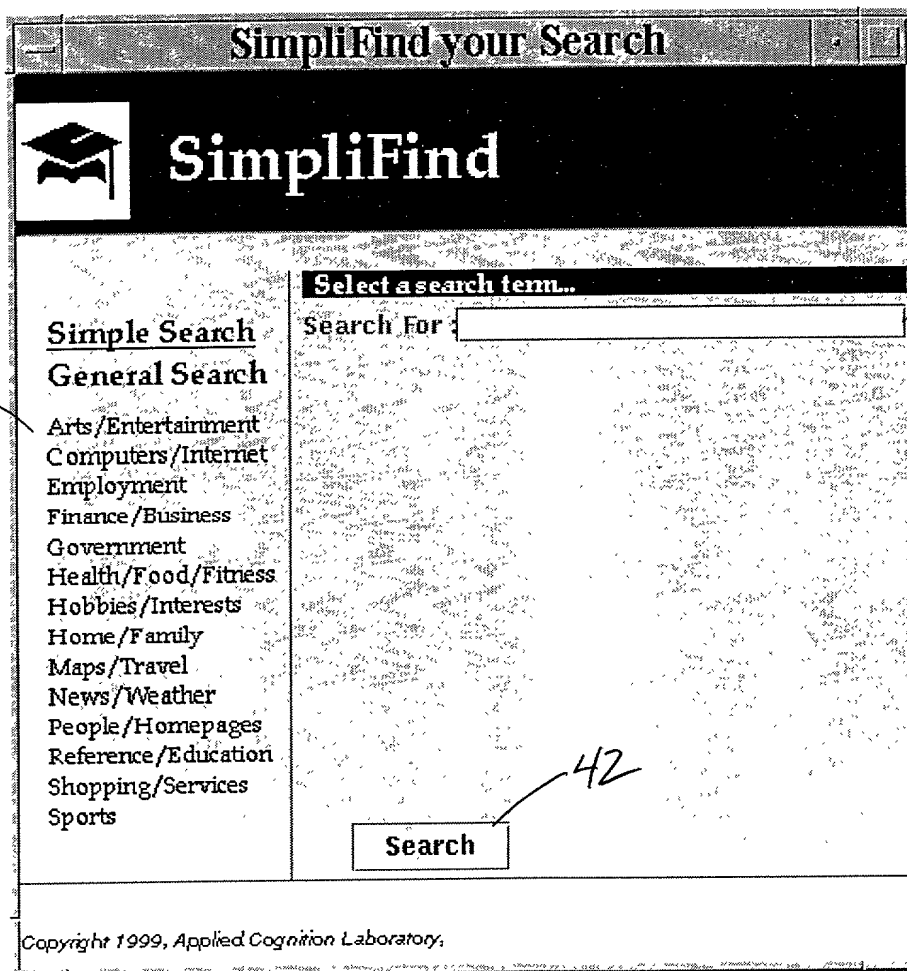 SimpliFind your Search
SimpliFind
Select a search term...
Search For :
Simple Search
General Search
Arts/Entertainment
Computers/Internet
Employment
Finance/Business
Government
Health/Food/Fitness
Hobbies/Interests
Home/Family
Maps/Travel
News/Weather
People/Homepages
Reference/Education
Shopping/Services
Sports
42
Search
Copyright 1999, Applied Cognition Laboratory,